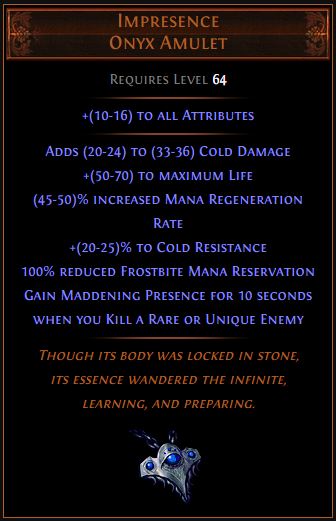 Impresence
Onyx Amulet
Requires Level 64
+(10-16) to all Attributes
Adds (20-24) to (33-36) Cold Damage
+(50-70) to maximum Life
(45-50)% increased Mana Regeneration
Rate
+(20-25)% to Cold Resistance
100% reduced Frostbite Mana Reservation
Gain Maddening Presence for 10 seconds
when you Kill a Rare or Unique Enemy
Though its body was locked in stone,
its essence wandered the infinite,
learning, and preparing.